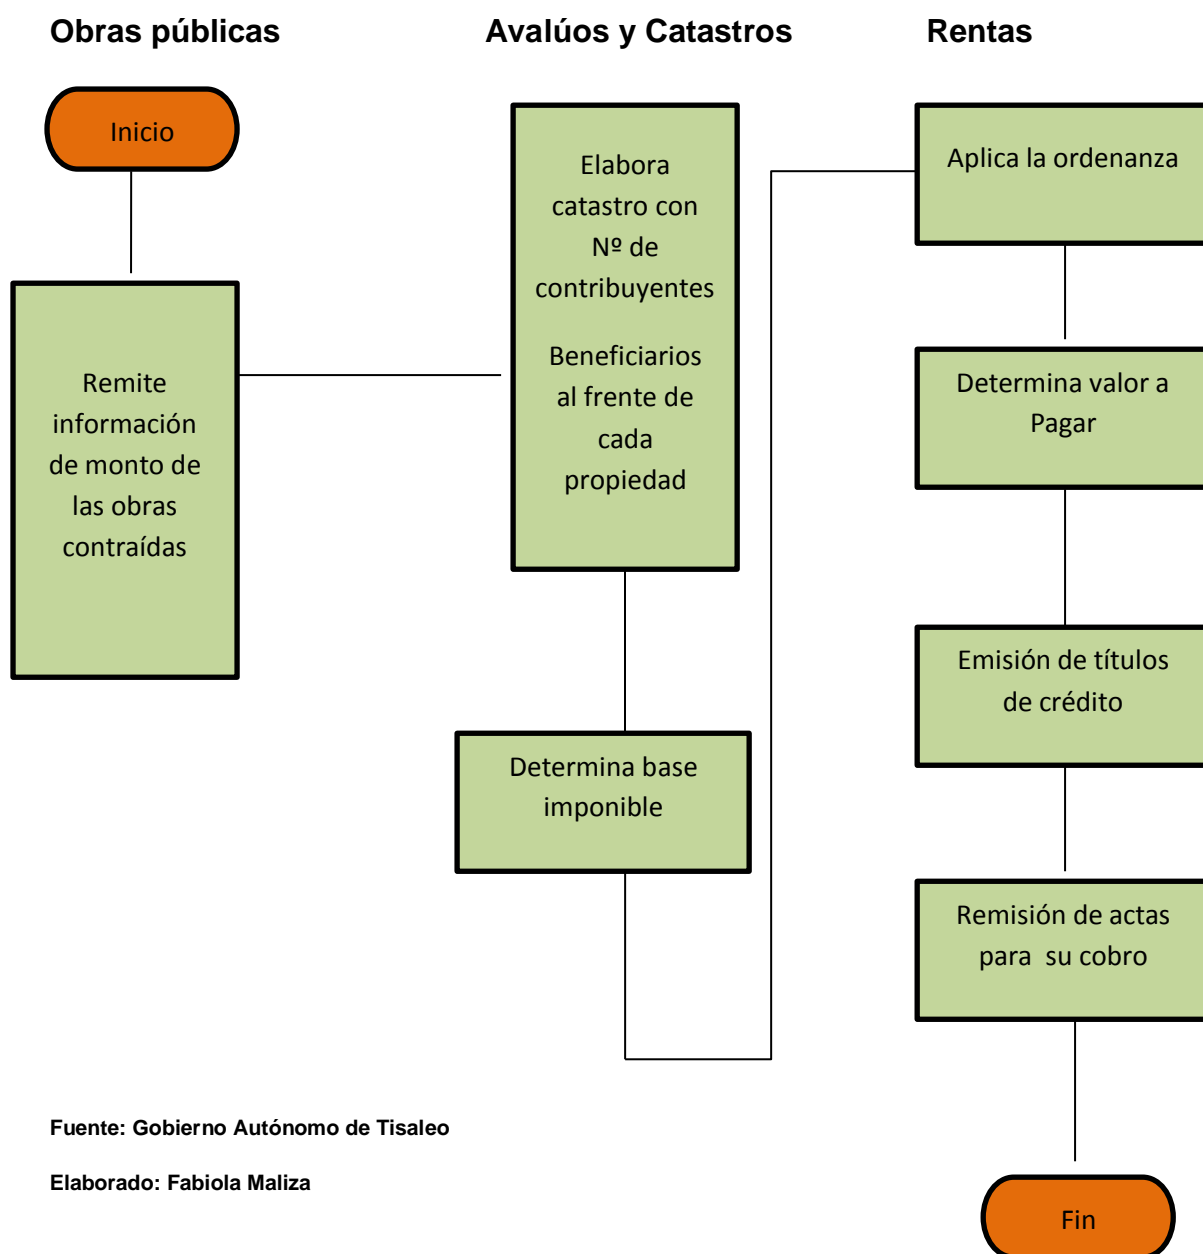 Obras públicas
Avalúos y Catastros
Rentas
Inicio
Remite
información
de monto de
las obras
contraídas
Elabora
catastro con
Nº de
contribuyentes
Beneficiarios
al frente de
cada
propiedad
Determina base
imponible
Aplica la ordenanza
Determina valor a
Pagar
Emisión de títulos
de crédito
Remisión de actas
para  su cobro
Fin
Fuente: Gobierno Autónomo de Tisaleo
Elaborado: Fabiola Maliza